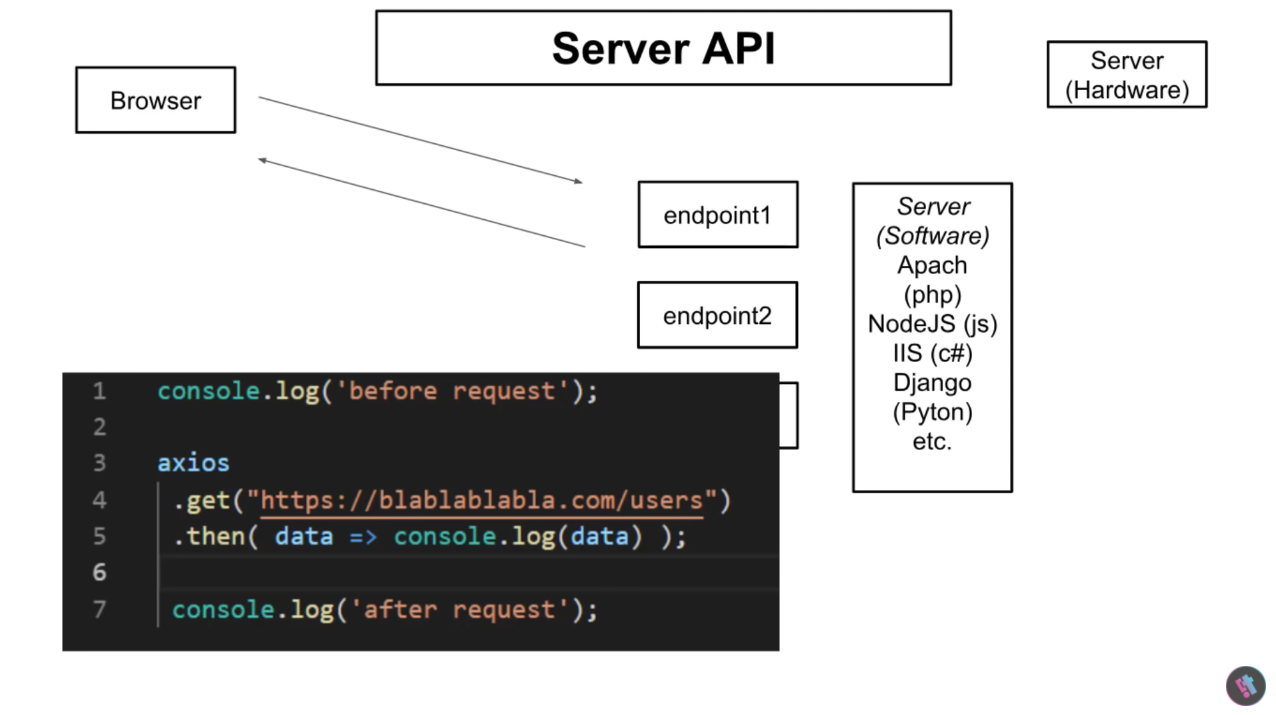 Server API
Browser
Server
(Hardware)
endpoint1
endpoint2
Server
(Software)
Apach
(php)
NodeJS (js)
IIS (c#)
Django
(Pyton)
etc.
1 console.log('before request');
2
3 axios
4 .get("https://blablablabla.com/users")
5 .then( data => console.log(data) );
6
7 console.log('after request');